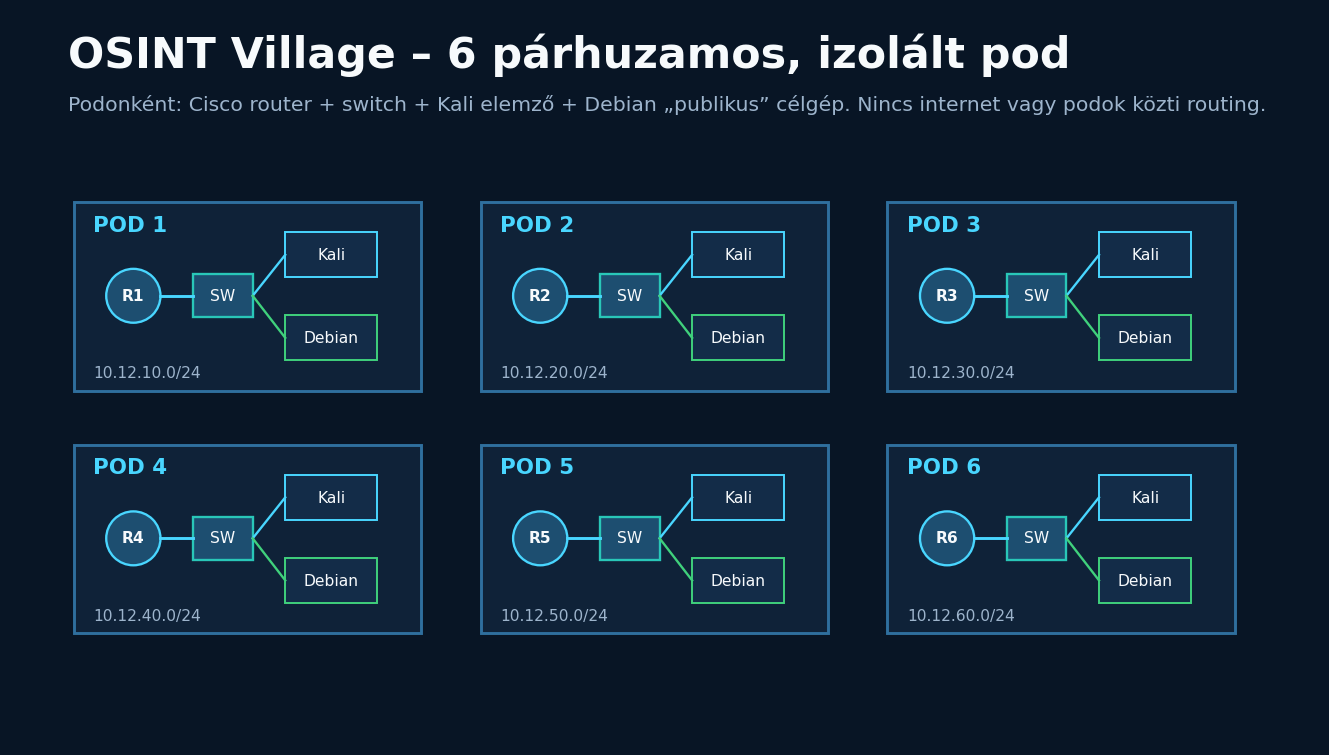 OSINT Village – 6 párhuzamos, izolált pod
Podonként: Cisco router + switch + Kali elemző + Debian „publikus” célgép. Nincs internet vagy podok közti routing.
POD 1
Kali
R1
SW
Debian
10.12.10.0/24
POD 2
Kali
R2
SW
Debian
10.12.20.0/24
POD 3
Kali
R3
SW
Debian
10.12.30.0/24
POD 4
Kali
R4
SW
Debian
10.12.40.0/24
POD 5
Kali
R5
SW
Debian
10.12.50.0/24
POD 6
Kali
R6
SW
Debian
10.12.60.0/24